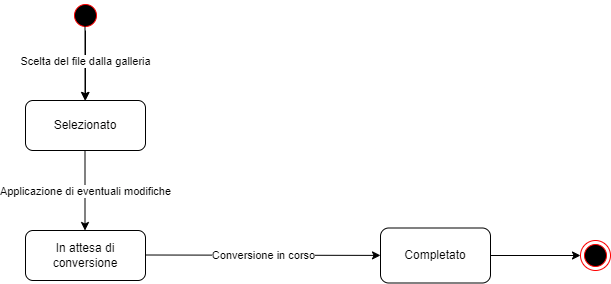 Scelta del file dalla galleria
Selezionato
Applicazione di eventuali modifiche
In attesa di
conversione
Conversione in corso
Completato